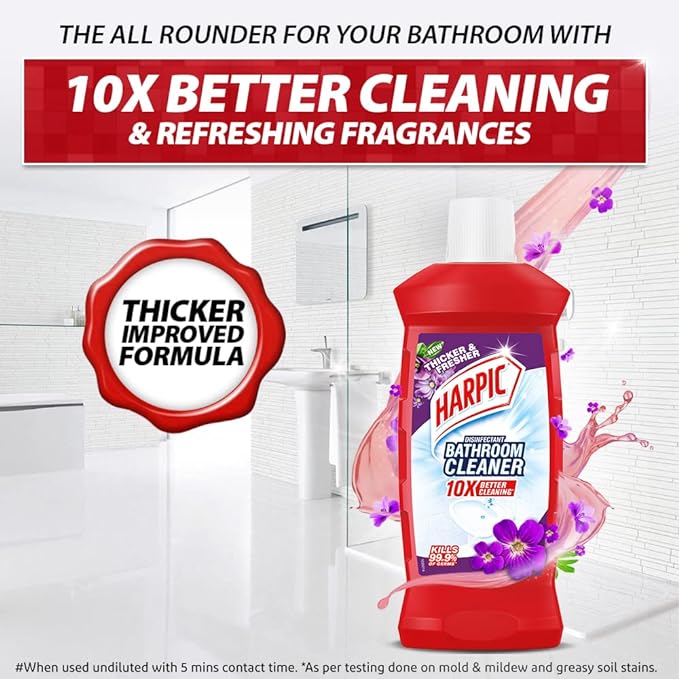 THE ALL ROUNDER FOR YOUR BATHROOM WITH
10X BETTER CLEANING
& REFRESHING FRAGRANCES
THICKER
IMPROVED
FORMULA
NEW*
THICKER &
FRESHER
HARPIC
DISINFECTANT
BATHROOM
CLEANER
10X BETTER
CLEANING*
KILLS
99.9%
OF GERMS#
#When used undiluted with 5 mins contact time. *As per testing done on mold & mildew and greasy soil stains.